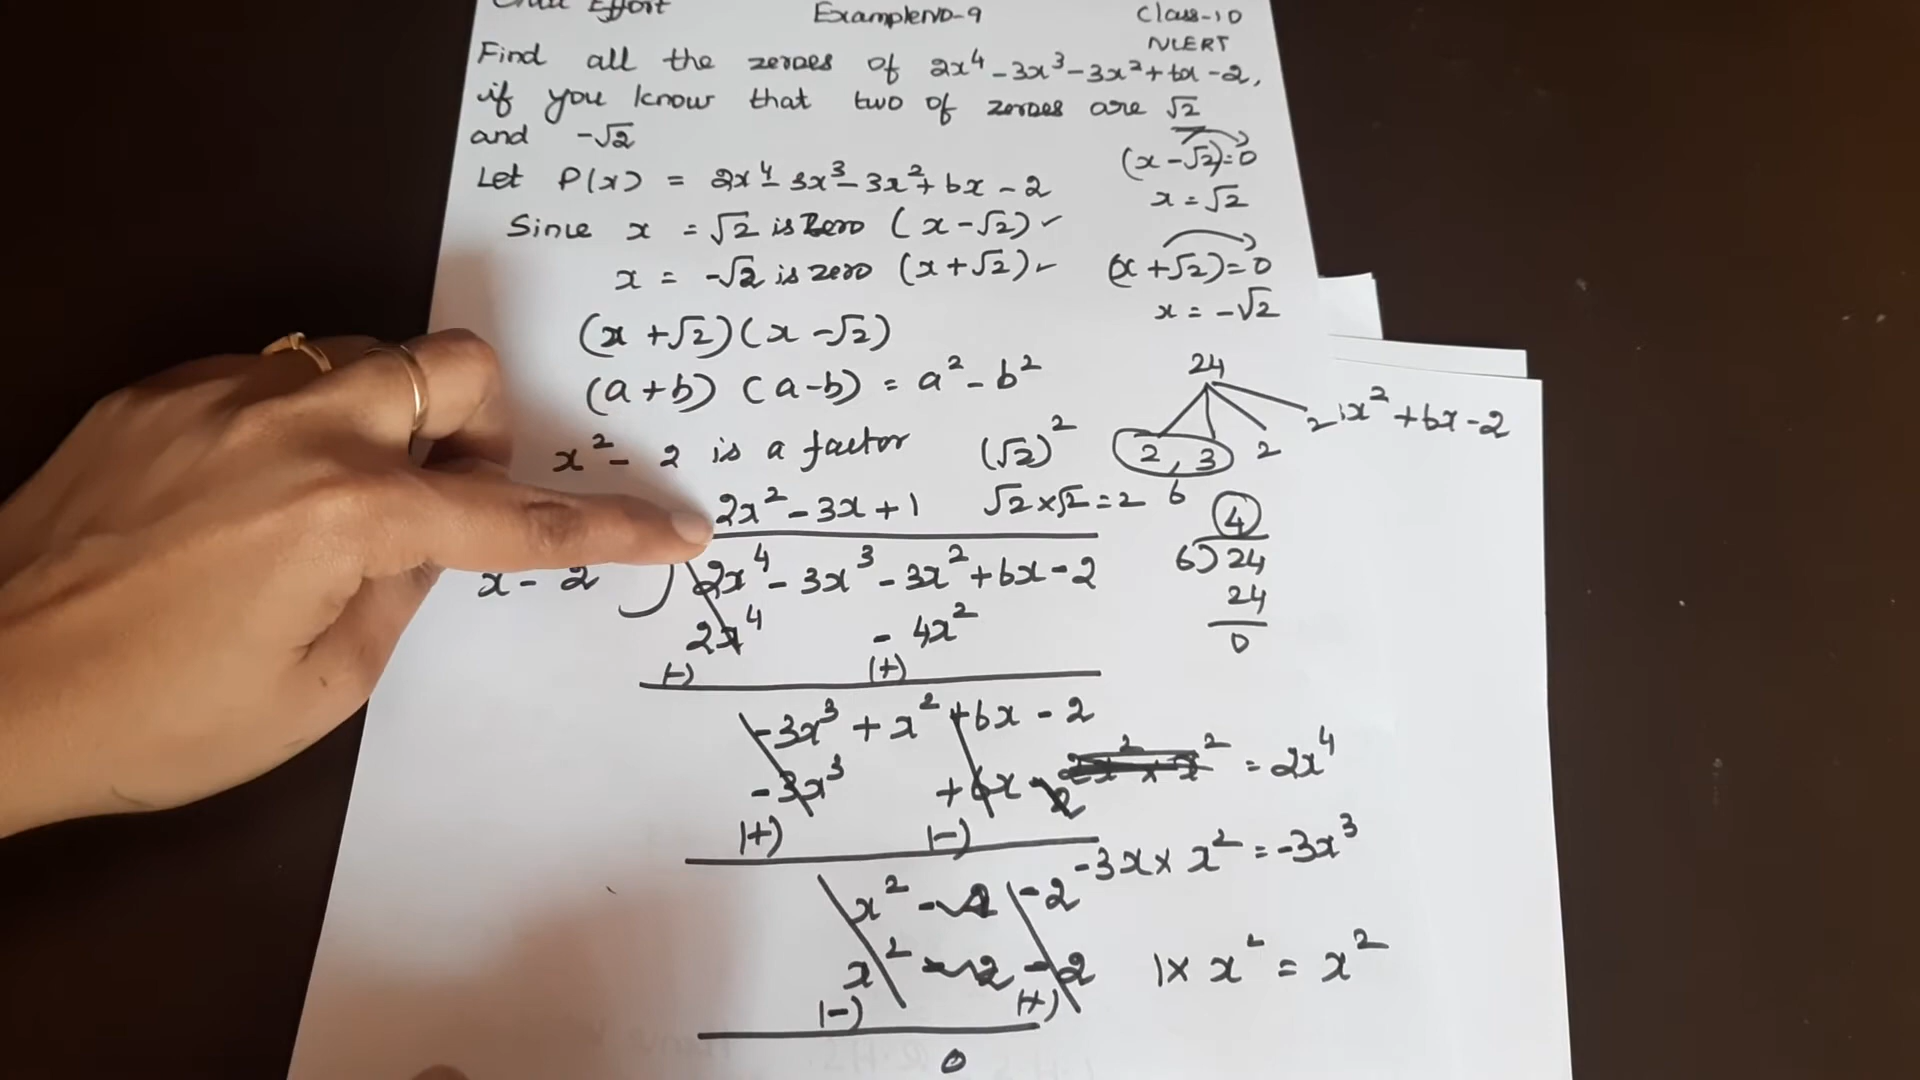 Effort ExampleNO-9 Class-10
NCERT
Find all the zeroes of 2x⁴-3x³-3x²+6x-2,
if you know that two of zeroes are √2
and -√2
(x-√2)=0
Let P(x) = 2x⁴-3x³-3x²+6x-2
x=√2
Since x = √2 is zero (x-√2) ✓
x = -√2 is zero (x+√2) ✓
(x+√2)=0
x = -√2
(x+√2)(x-√2)
24
(a+b) (a-b) = a²-b²
x²+6x-2
x²- 2 is a factor (√2)²
2, 3 2 2
2x²-3x+1 √2×√2=2 6
4
x - 2 ) 2x⁴-3x³-3x²+6x-2
6)24
24
0
2x⁴ - 4x²
(-) (+)
-3x³+x²+6x-2
-3x³ +6x
² = 2x⁴
(+) (-)
-3x×x²=-3x³
x² -2
x² -2
1×x² = x²
(-) (+)
0